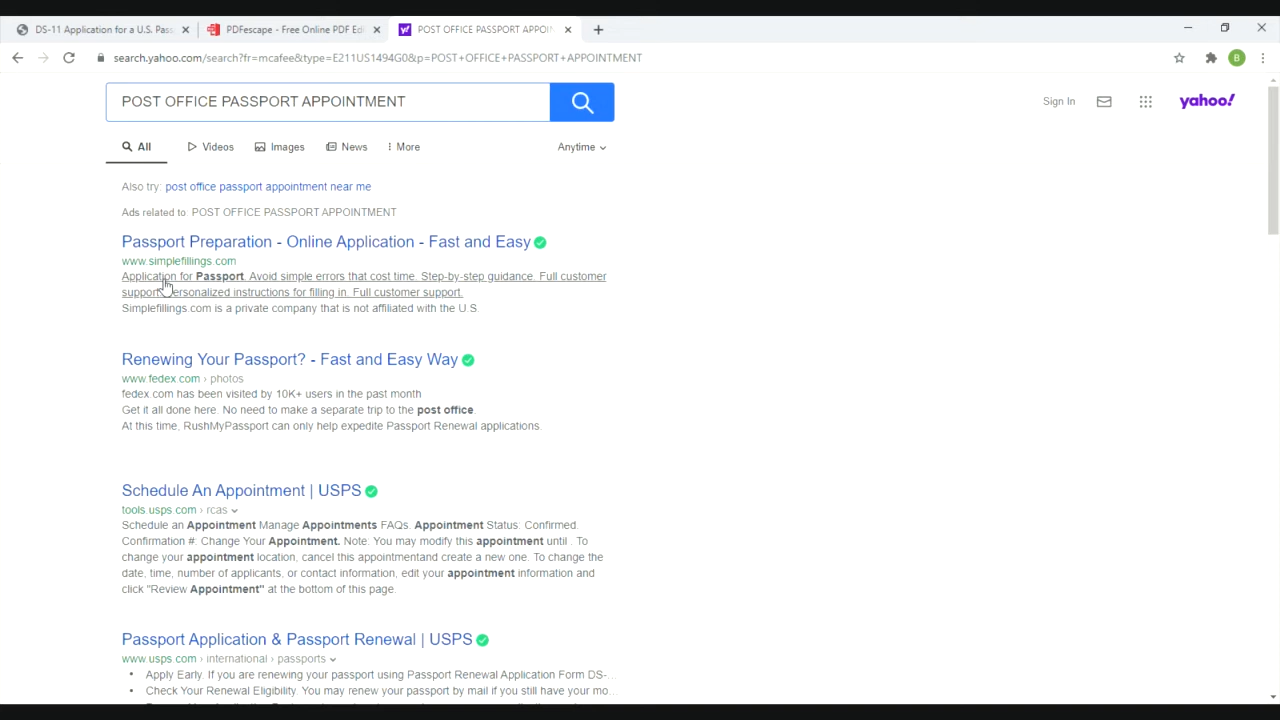 DS-11 Application for a U.S. Pass
PDFescape - Free Online PDF Edi
POST OFFICE PASSPORT APPOIN
search.yahoo.com/search?fr=mcafee&type=E211US1494G0&p=POST+OFFICE+PASSPORT+APPOINTMENT
B
POST OFFICE PASSPORT APPOINTMENT
Sign In
yahoo!
All Videos Images News More Anytime
Also try: post office passport appointment near me
Ads related to POST OFFICE PASSPORT APPOINTMENT
Passport Preparation - Online Application - Fast and Easy
www.simplefillings.com
Application for Passport. Avoid simple errors that cost time. Step-by-step guidance. Full customer
support. Personalized instructions for filling in. Full customer support.
Simplefillings.com is a private company that is not affiliated with the U.S.
Renewing Your Passport? - Fast and Easy Way
www.fedex.com › photos
fedex.com has been visited by 10K+ users in the past month
Get it all done here. No need to make a separate trip to the post office.
At this time, RushMyPassport can only help expedite Passport Renewal applications.
Schedule An Appointment | USPS
tools.usps.com › rcas
Schedule an Appointment Manage Appointments FAQs. Appointment Status: Confirmed.
Confirmation #: Change Your Appointment. Note: You may modify this appointment until . To
change your appointment location, cancel this appointmentand create a new one. To change the
date, time, number of applicants, or contact information, edit your appointment information and
click "Review Appointment" at the bottom of this page.
Passport Application & Passport Renewal | USPS
www.usps.com › international › passports
• Apply Early. If you are renewing your passport using Passport Renewal Application Form DS-...
• Check Your Renewal Eligibility. You may renew your passport by mail if you still have your mo...